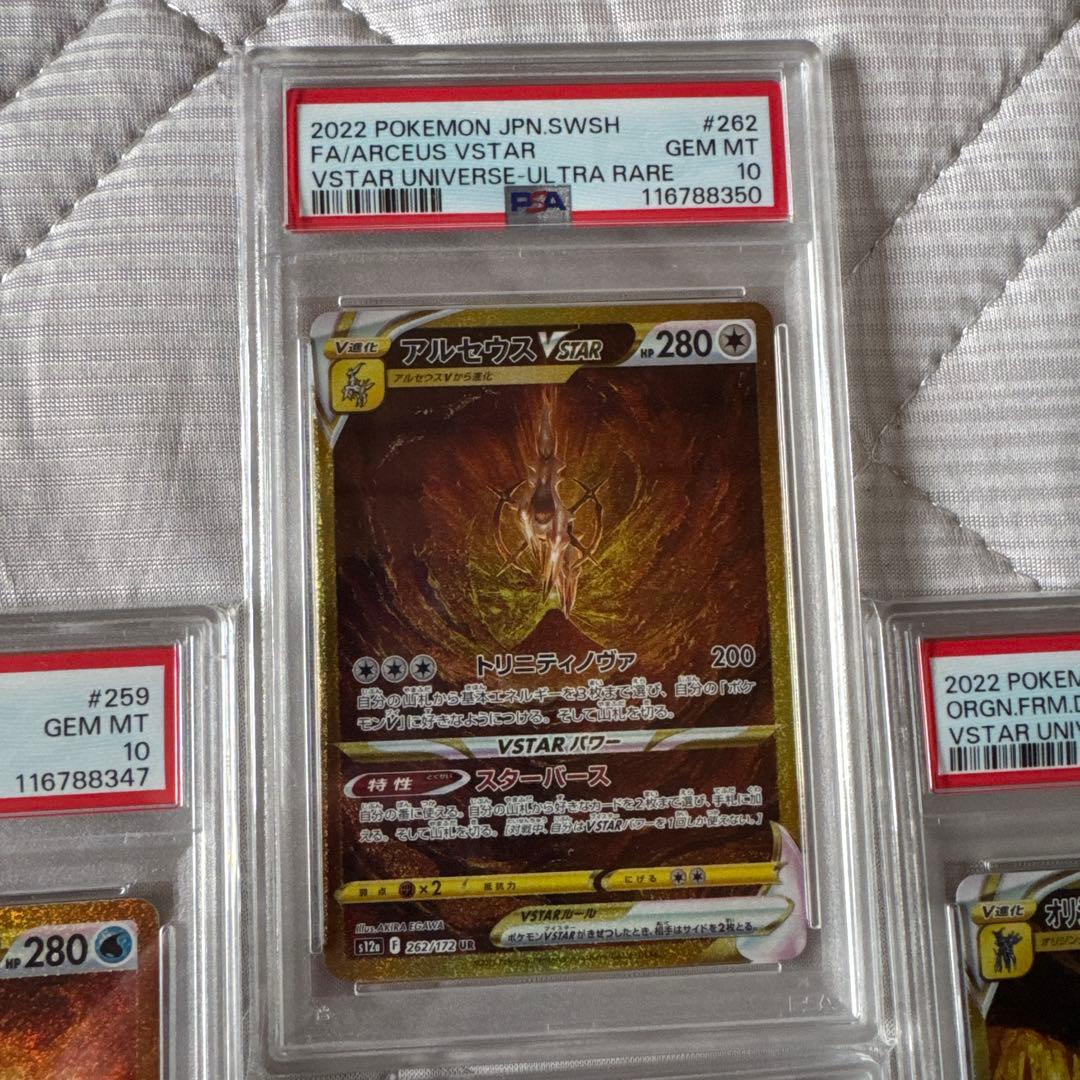 2022 POKEMON JPN.SWSH #262
FA/ARCEUS VSTAR GEM MT
VSTAR UNIVERSE-ULTRA RARE 10
PSA 116788350
V進化 アルセウス VSTAR HP 280
アルセウスVから進化
トリニティノヴァ 200
自分の山札から基本エネルギーを3枚まで選び、自分の「ポケ
モンV」に好きなようにつける。そして山札を切る。
VSTARパワー
特性 とくせい スターバース
自分の番に使える。自分の山札から好きなカードを2枚まで選び、手札に加
える。そして山札を切る。[対戦中、自分はVSTARパワーを1回しか使えない。]
弱点 ×2 抵抗力 にげる
VSTARルール
ポケモンVSTARがきぜつしたとき、相手はサイドを2枚とる。
illus. AKIRA EGAWA
s12a F 262/172 UR
#259
GEM MT
10
116788347
HP 280
2022 POKEM
ORGN.FRM.D
VSTAR UNI
V進化 オリ
オリジン